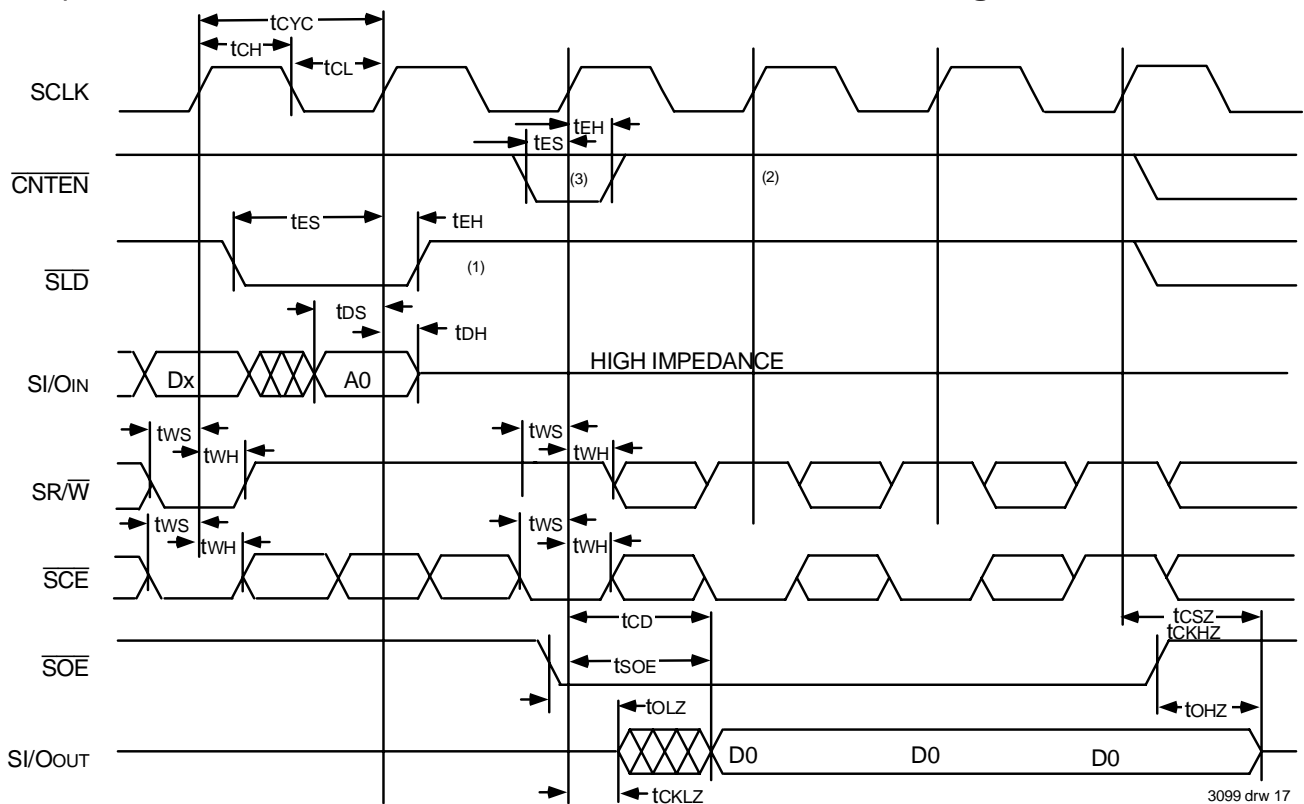 tCYC
tCH
tCL
SCLK
tEH
tES
CNTEN
(3)
(2)
tES
tEH
SLD
(1)
tDS
tDH
HIGH IMPEDANCE
SI/OIN
Dx
A0
tWS
tWS
tWH
tWH
SR/W
tWS
tWS
tWH
tWH
SCE
tCD
tCSZ
tCKHZ
SOE
tSOE
tOLZ
tOHZ
SI/OOUT
D0
D0
D0
tCKLZ
3099 drw 17